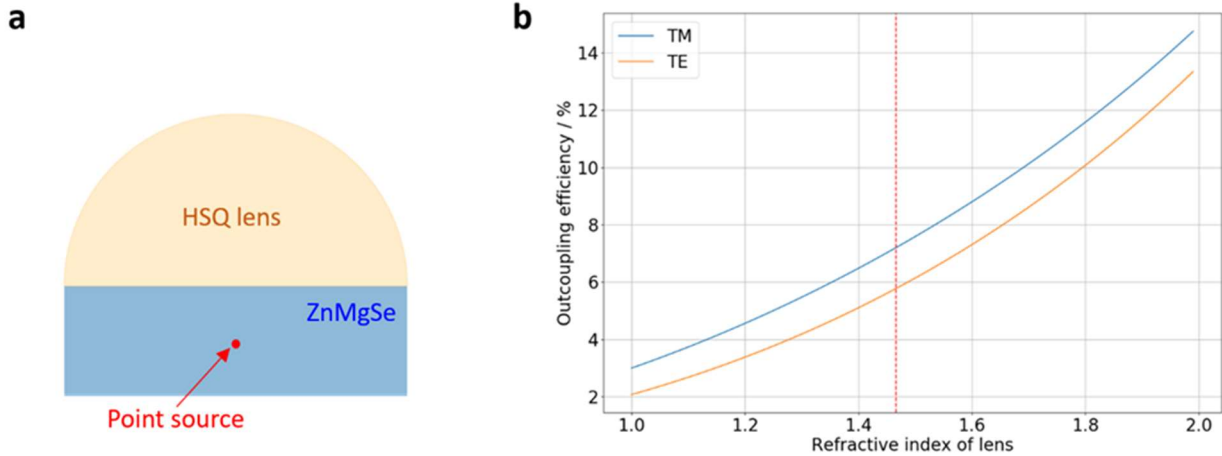 a
HSQ lens
ZnMgSe
Point source
b
TM
TE
Outcoupling efficiency / %
14
12
10
8
6
4
2
1.0 1.2 1.4 1.6 1.8 2.0
Refractive index of lens